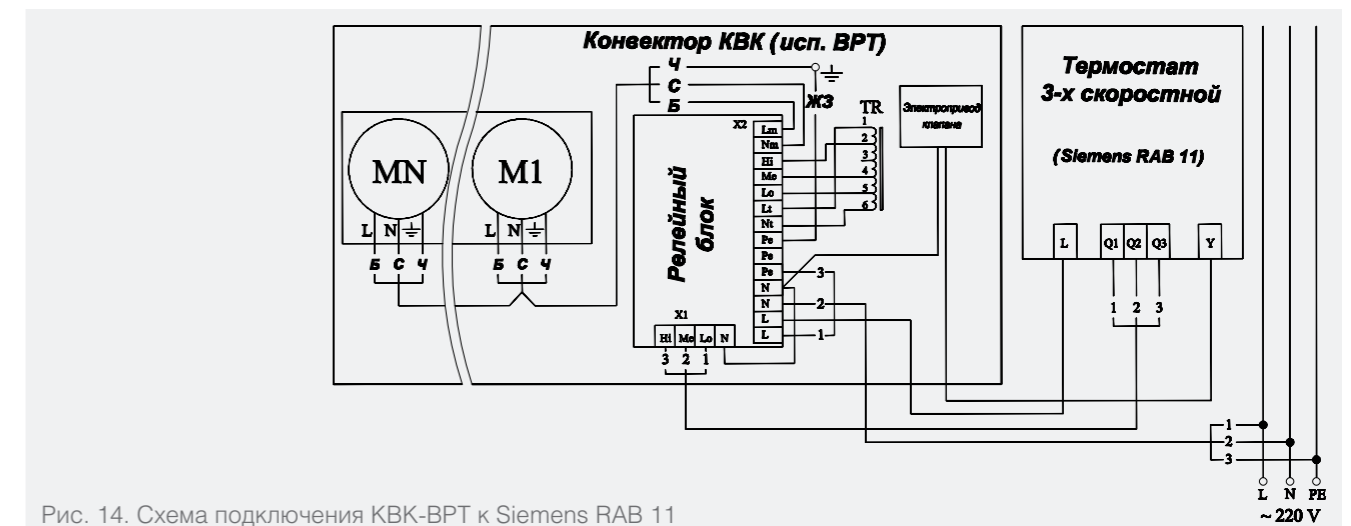 Конвектор КВК (исп. ВРТ)
Ч
С
Б
ЖЗ
TR
1
2
3
4
5
6
Электропривод
клапана
Термостат
3-х скоростной
(Siemens RAB 11)
L
Q1 Q2 Q3
Y
1 2 3
MN
M1
L N
L N
Б С Ч
Б С Ч
Релейный
блок
X2
Lm
Nm
Hi
Me
Lo
Lt
Nt
Pe
Pe
Pe
N
N
L
L
3
2
1
X1
Hi Me Lo N
3 2 1
1
2
3
L N PE
~ 220 V
Рис. 14. Схема подключения КВК-ВРТ к Siemens RAB 11